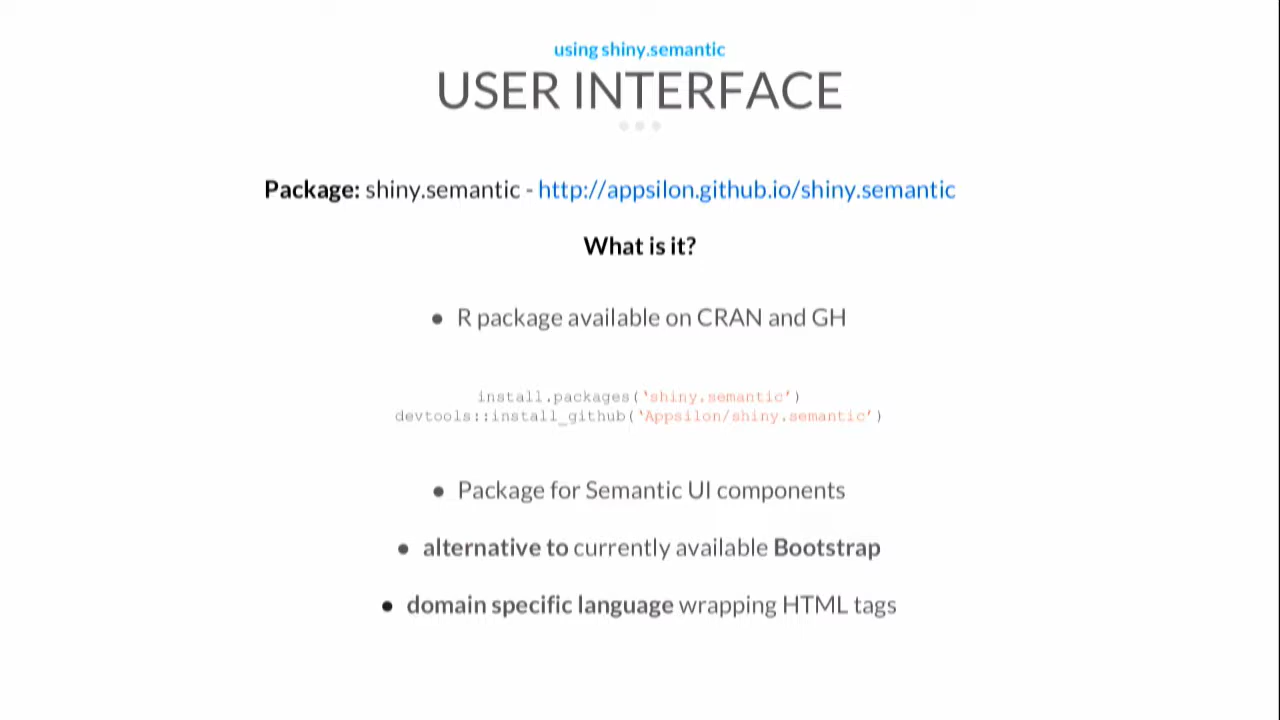 using shiny.semantic
USER INTERFACE
Package: shiny.semantic - http://appsilon.github.io/shiny.semantic
What is it?
● R package available on CRAN and GH
install.packages(‘shiny.semantic’)
devtools::install_github(‘Appsilon/shiny.semantic’)
● Package for Semantic UI components
● alternative to currently available Bootstrap
● domain specific language wrapping HTML tags